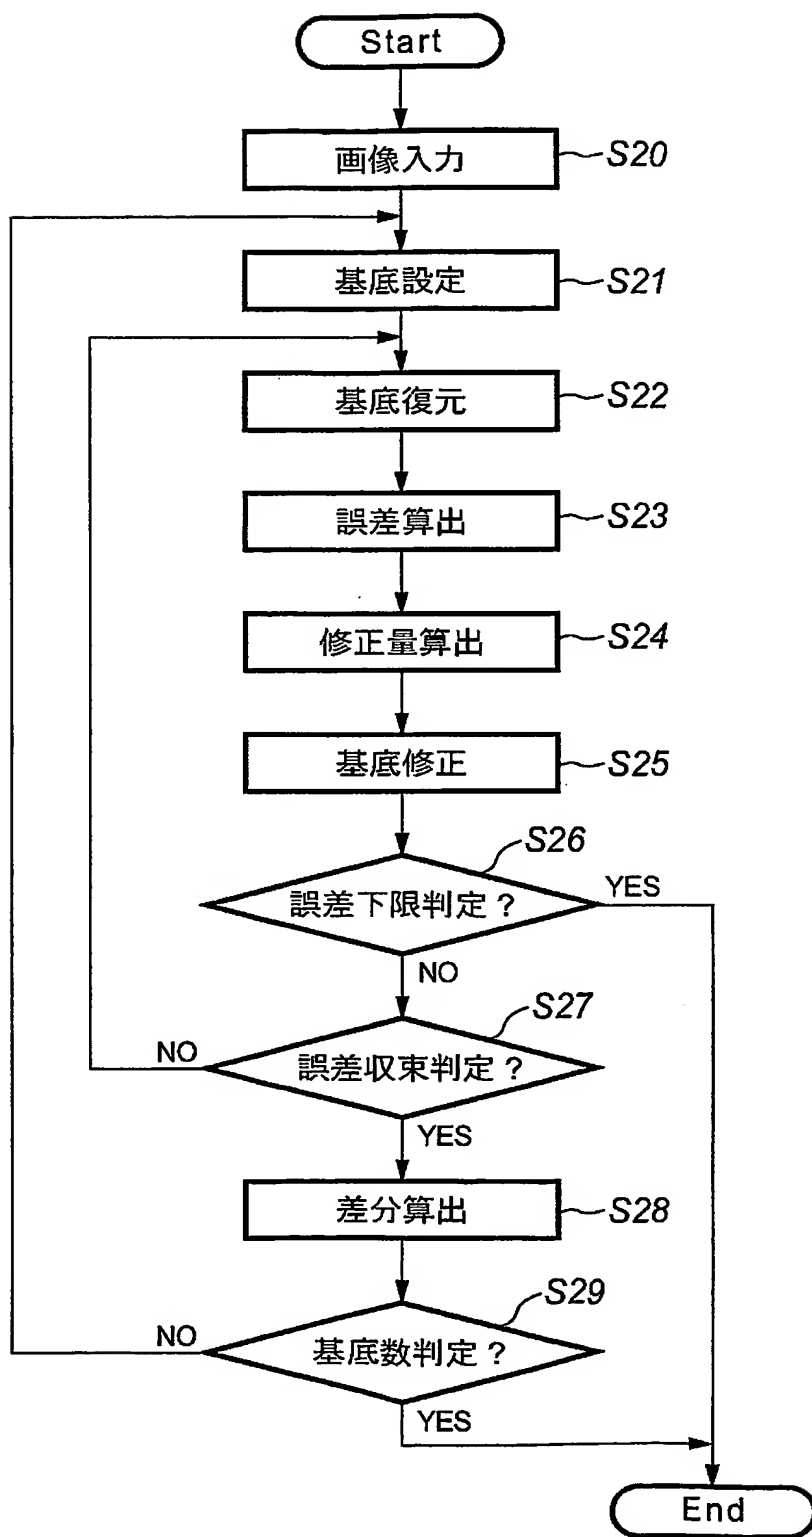 Start
画像入力
S20
基底設定
S21
基底復元
S22
誤差算出
S23
修正量算出
S24
基底修正
S25
S26
誤差下限判定？
YES
NO
S27
NO
誤差収束判定？
YES
差分算出
S28
S29
NO
基底数判定？
YES
End